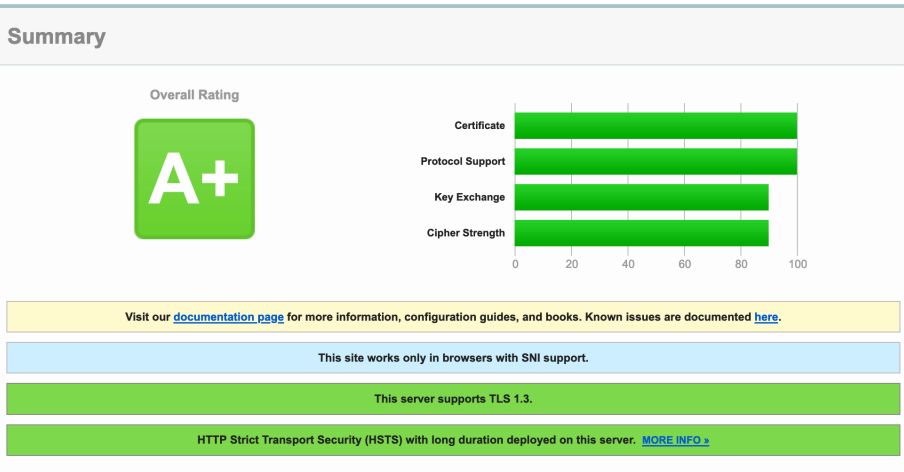 Summary
Overall Rating
A+
Certificate
Protocol Support
Key Exchange
Cipher Strength
0 20 40 60 80 100
Visit our documentation page for more information, configuration guides, and books. Known issues are documented here.
This site works only in browsers with SNI support.
This server supports TLS 1.3.
HTTP Strict Transport Security (HSTS) with long duration deployed on this server. MORE INFO »